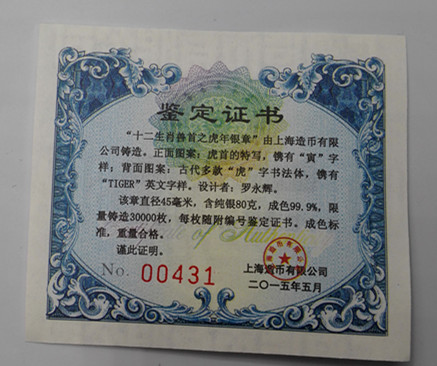 鉴定证书
“十二生肖兽首之虎年银章”由上海造币有限
公司铸造。正面图案：虎首的特写，镌有“寅”字
样；背面图案：古代多款“虎”字书法体，镌有
“TIGER”英文字样。设计者：罗永辉。
该章直径45毫米，含纯银80克，成色99.9%，限
量铸造30000枚，每枚随附编号鉴定证书。成色标
准，重量合格。
谨此证明。
of Authen
No. 00431
上海造币有限公司
二〇一五年五月